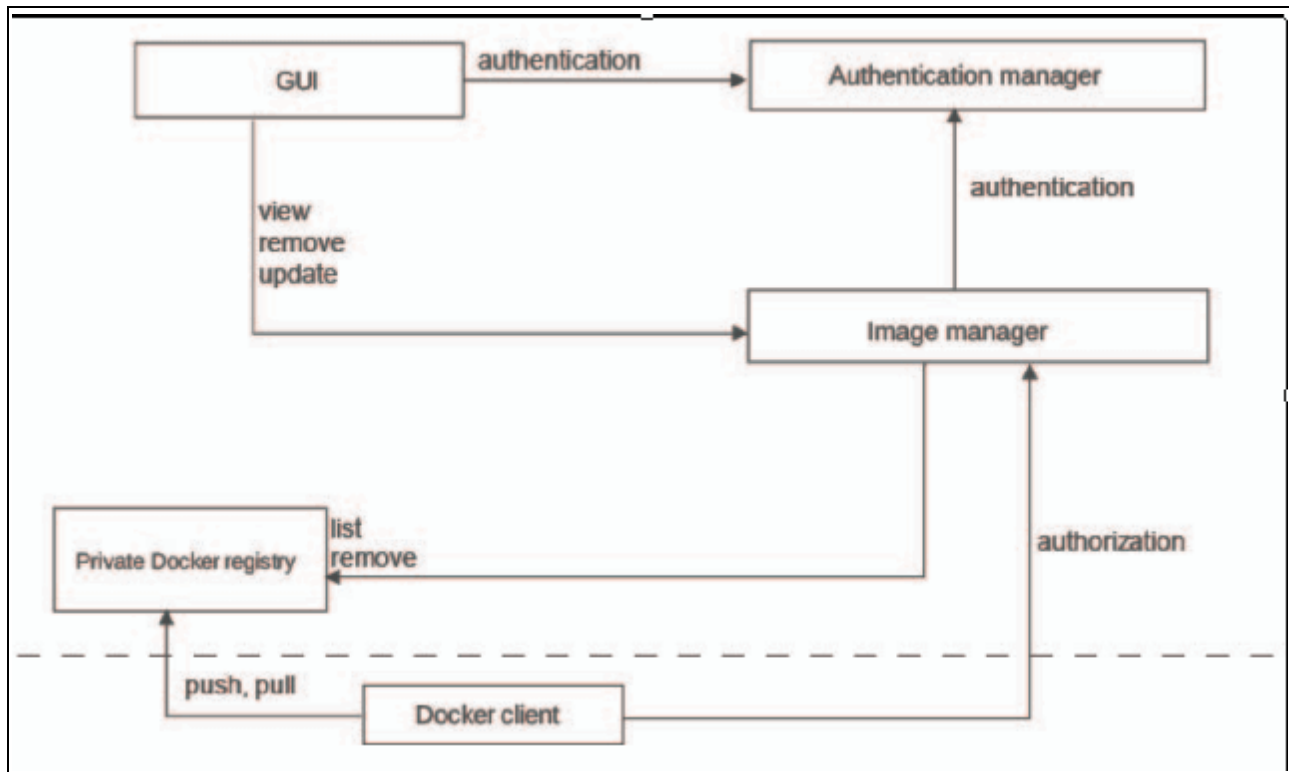 GUI
authentication
Authentication manager
authentication
view
remove
update
Image manager
list
remove
Private Docker registry
authorization
push, pull
Docker client